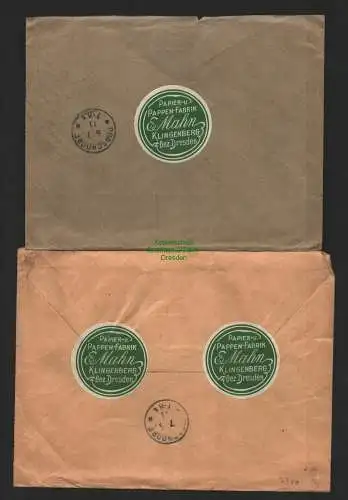 PAPIER-U.
PAPPEN-FABRIK
E. Mahn
KLINGENBERG
Bez. Dresden
Dresden
PAPIER-U.
PAPPEN-FABRIK
E. Mahn
KLINGENBERG
Bez. Dresden
PAPIER-U.
PAPPEN-FABRIK
E. Mahn
KLINGENBERG
Bez. Dresden